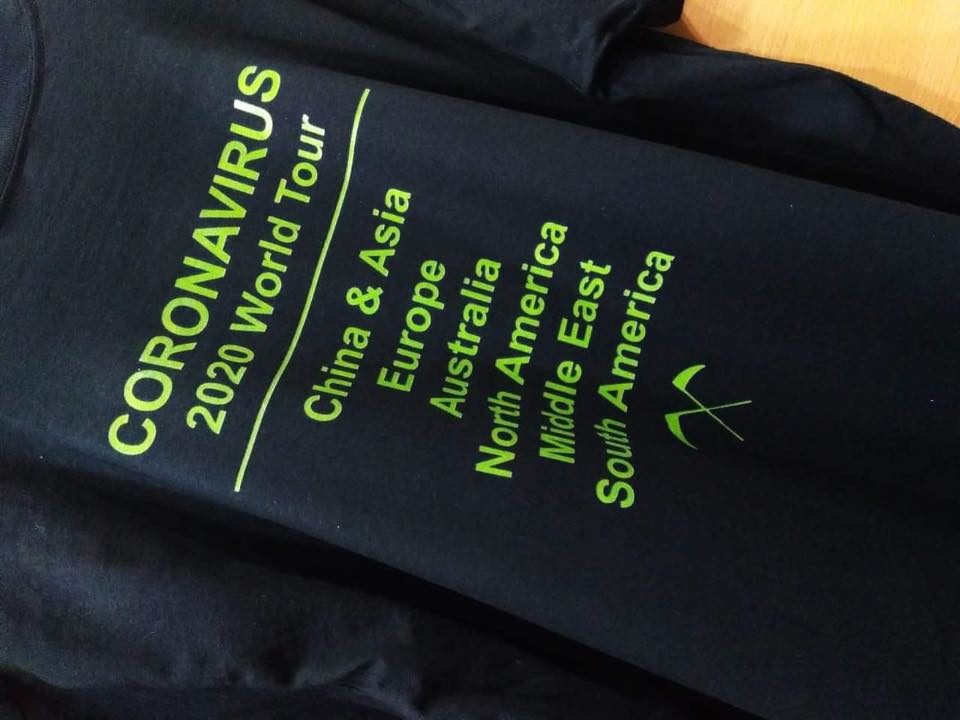 CORONAVIRUS
2020 World Tour
China & Asia
Europe
Australia
North America
Middle East
South America